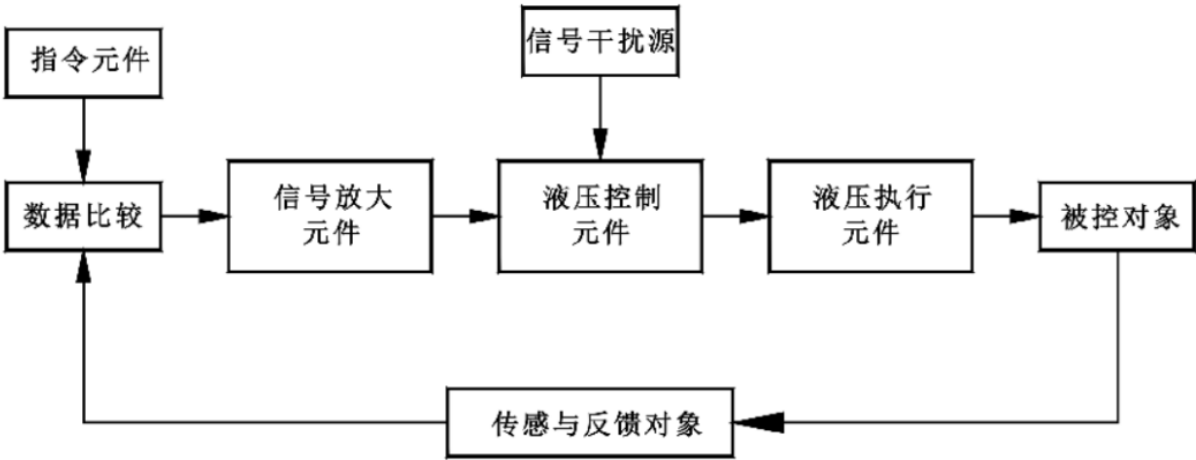 信号干扰源
指令元件
数据比较
信号放大
元件
液压控制
元件
液压执行
元件
被控对象
传感与反馈对象